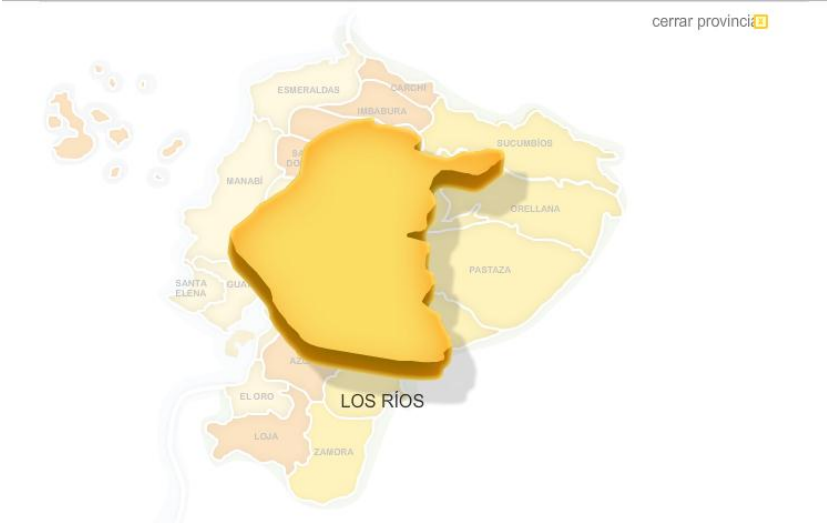 cerrar provincia
x
ESMERALDAS
CARCHI
IMBABURA
SUCUMBÍOS
MANABÍ
ORELLANA
PASTAZA
SANTA
ELENA
EL ORO
LOJA
ZAMORA
LOS RÍOS